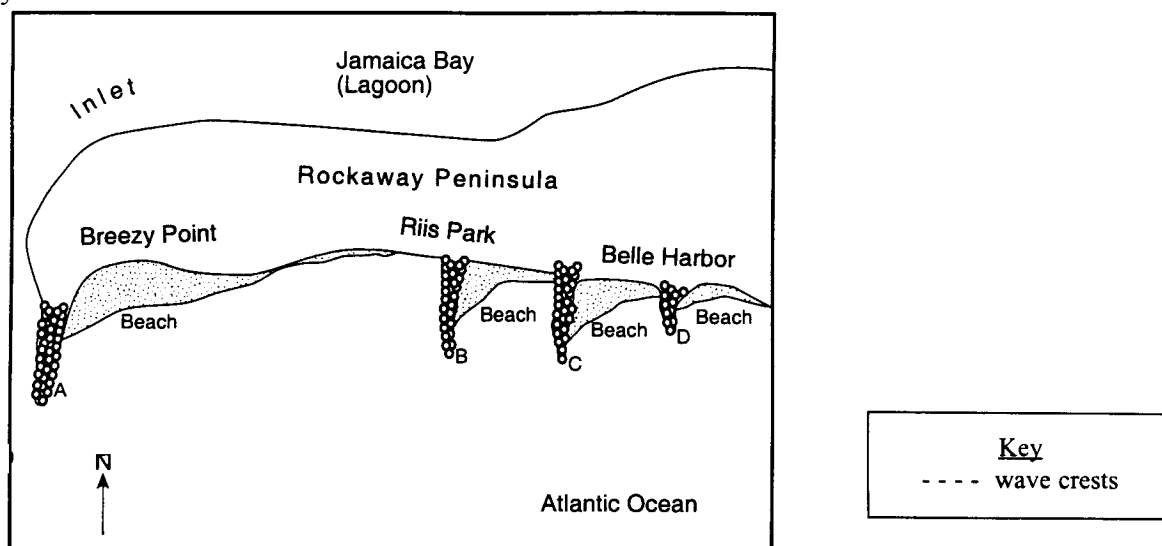 Jamaica Bay
(Lagoon)
Inlet
Rockaway Peninsula
Breezy Point
Riis Park
Belle Harbor
Beach
Beach
Beach
Beach
A
B
C
D
N
Atlantic Ocean
Key
---- wave crests